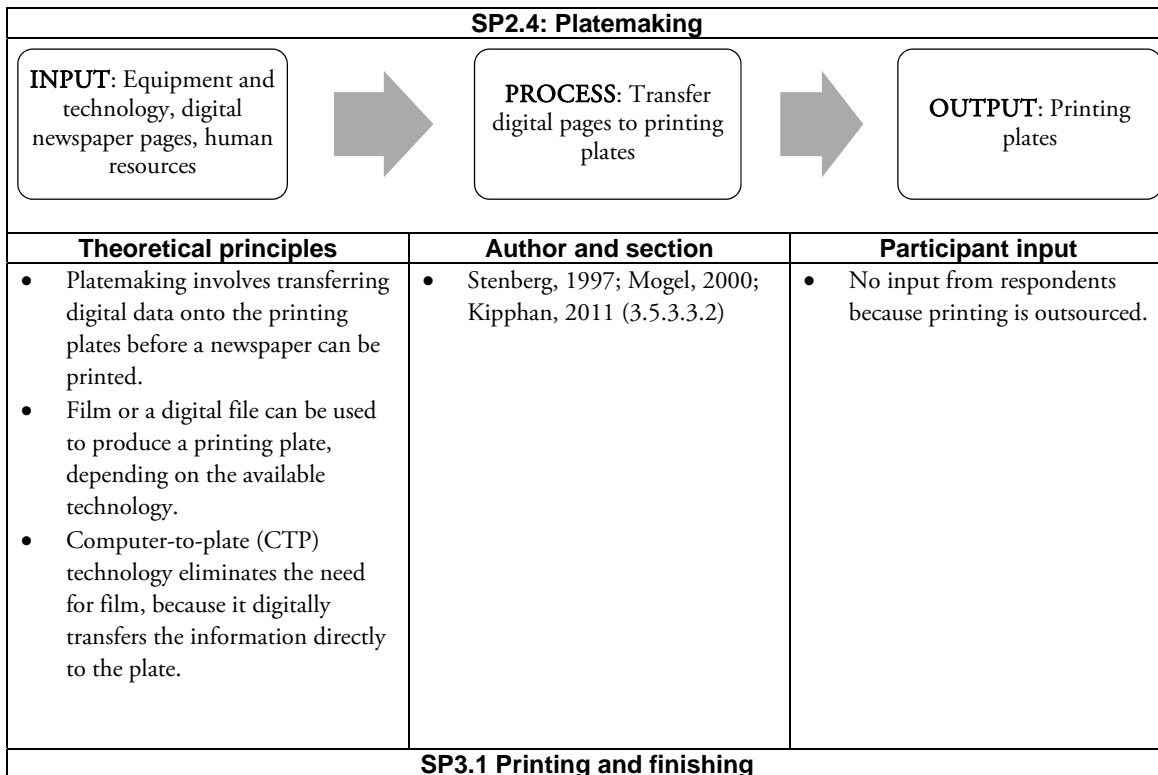 SP2.4: Platemaking
INPUT: Equipment and
technology, digital
newspaper pages, human
resources
PROCESS: Transfer
digital pages to printing
plates
OUTPUT: Printing
plates
Theoretical principles
• Platemaking involves transferring
digital data onto the printing
plates before a newspaper can be
printed.
• Film or a digital file can be used
to produce a printing plate,
depending on the available
technology.
• Computer-to-plate (CTP)
technology eliminates the need
for film, because it digitally
transfers the information directly
to the plate.
Author and section
• Stenberg, 1997; Mogel, 2000;
Kipphan, 2011 (3.5.3.3.2)
Participant input
• No input from respondents
because printing is outsourced.
SP3.1 Printing and finishing